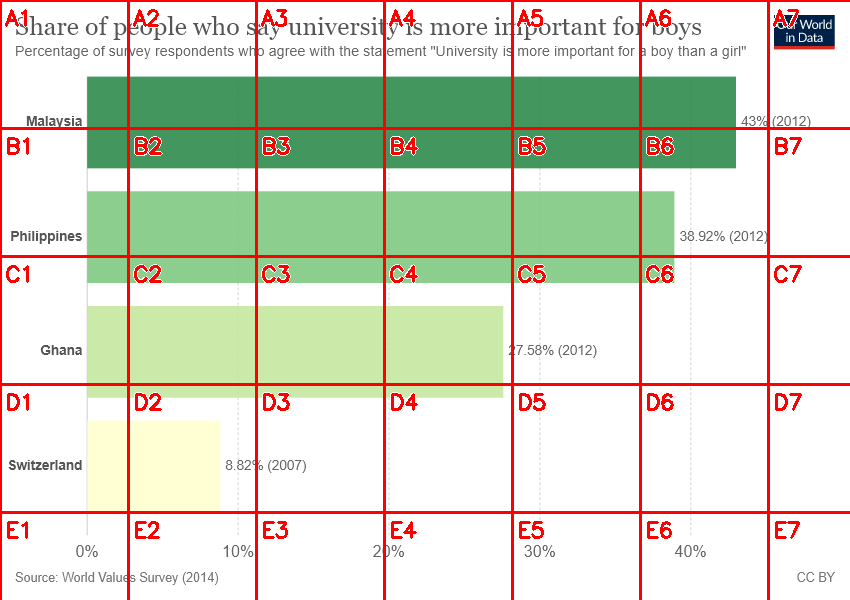 A1 A2 A3 A4 A5 A6 A7
Share of people who say university is more important for boys
Our World
in Data
Percentage of survey respondents who agree with the statement "University is more important for a boy than a girl"
Malaysia 43% (2012)
B1 B2 B3 B4 B5 B6 B7
Philippines 38.92% (2012)
C1 C2 C3 C4 C5 C6 C7
Ghana 27.58% (2012)
D1 D2 D3 D4 D5 D6 D7
Switzerland 8.82% (2007)
E1 E2 E3 E4 E5 E6 E7
0% 10% 20% 30% 40%
Source: World Values Survey (2014) CC BY